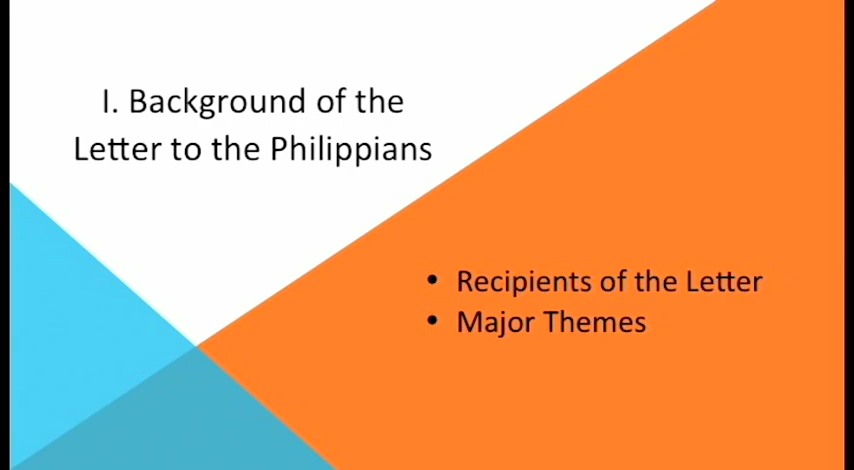 I. Background of the
Letter to the Philippians
• Recipients of the Letter
• Major Themes